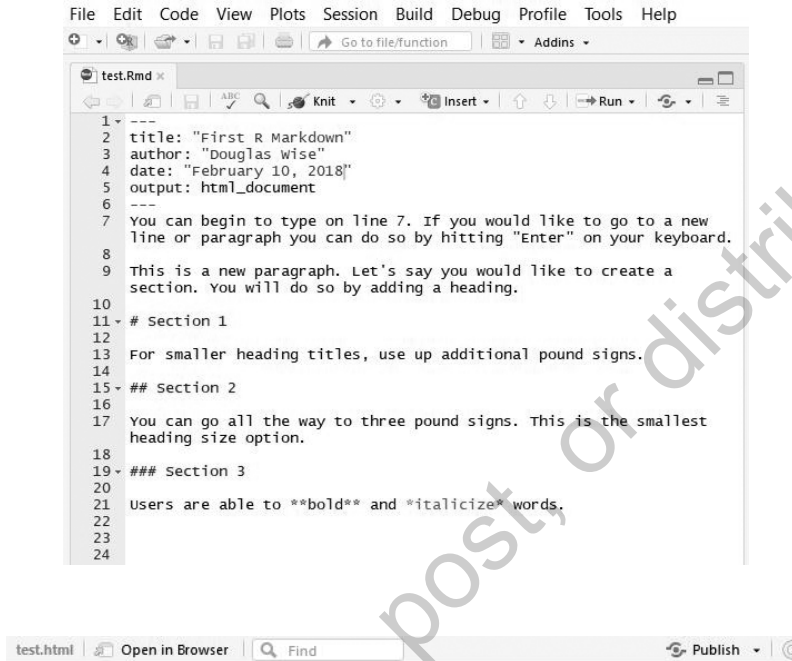 File Edit Code View Plots Session Build Debug Profile Tools Help
Go to file/function Addins
test.Rmd
ABC Knit Insert Run
1 ---
2 title: "First R Markdown"
3 author: "Douglas Wise"
4 date: "February 10, 2018"
5 output: html_document
6 ---
7 You can begin to type on line 7. If you would like to go to a new
line or paragraph you can do so by hitting "Enter" on your keyboard.
8
9 This is a new paragraph. Let's say you would like to create a
section. You will do so by adding a heading.
10
11 # Section 1
12
13 For smaller heading titles, use up additional pound signs.
14
15 ## Section 2
16
17 You can go all the way to three pound signs. This is the smallest
heading size option.
18
19 ### Section 3
20
21 Users are able to **bold** and *italicize* words.
22
23
24
test.html Open in Browser Find Publish
post, or distrib